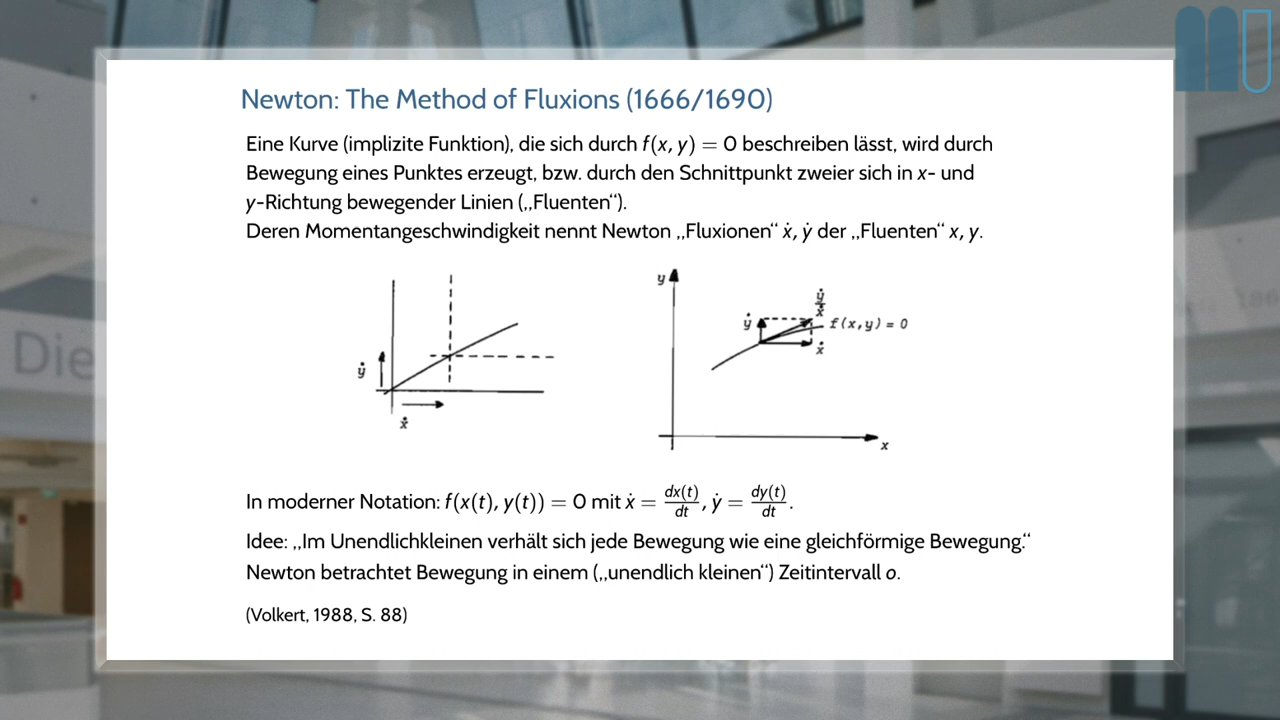 Newton: The Method of Fluxions (1666/1690)
Eine Kurve (implizite Funktion), die sich durch f(x, y) = 0 beschreiben lässt, wird durch
Bewegung eines Punktes erzeugt, bzw. durch den Schnittpunkt zweier sich in x- und
y-Richtung bewegender Linien („Fluenten“).
Deren Momentangeschwindigkeit nennt Newton „Fluxionen“ ẋ, ẏ der „Fluenten“ x, y.
ẏ
ẋ
y
ẏ
ẏ/ẋ
f(x,y) = 0
ẋ
x
In moderner Notation: f(x(t), y(t)) = 0 mit ẋ = dx(t)/dt, ẏ = dy(t)/dt.
Idee: „Im Unendlichkleinen verhält sich jede Bewegung wie eine gleichförmige Bewegung.“
Newton betrachtet Bewegung in einem („unendlich kleinen“) Zeitintervall o.
(Volkert, 1988, S. 88)
Die